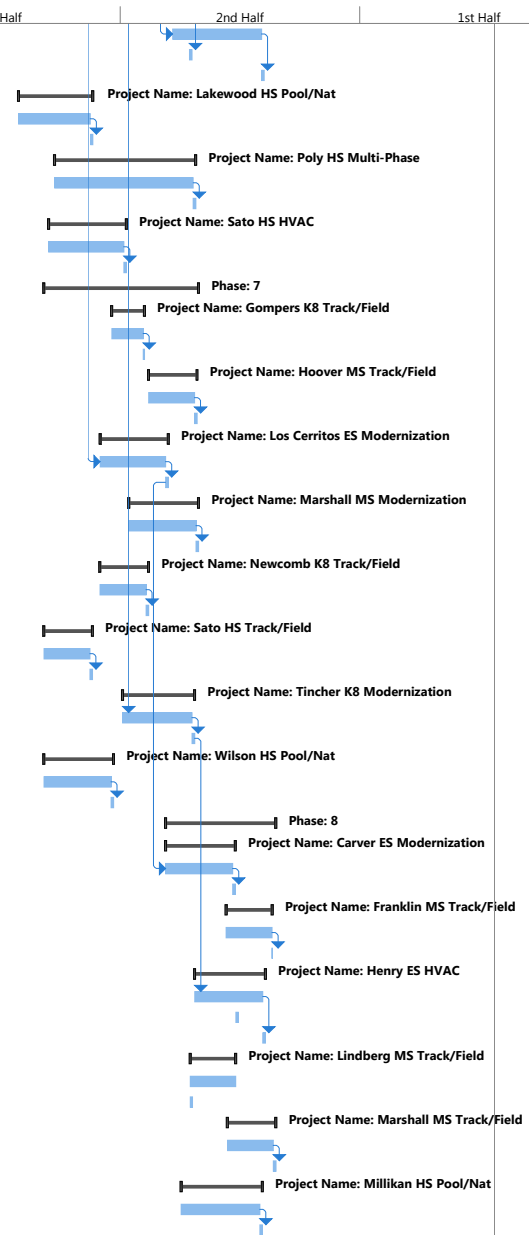 Half 2nd Half 1st Half
Project Name: Lakewood HS Pool/Nat
Project Name: Poly HS Multi-Phase
Project Name: Sato HS HVAC
Phase: 7
Project Name: Gompers K8 Track/Field
Project Name: Hoover MS Track/Field
Project Name: Los Cerritos ES Modernization
Project Name: Marshall MS Modernization
Project Name: Newcomb K8 Track/Field
Project Name: Sato HS Track/Field
Project Name: Tincher K8 Modernization
Project Name: Wilson HS Pool/Nat
Phase: 8
Project Name: Carver ES Modernization
Project Name: Franklin MS Track/Field
Project Name: Henry ES HVAC
Project Name: Lindberg MS Track/Field
Project Name: Marshall MS Track/Field
Project Name: Millikan HS Pool/Nat